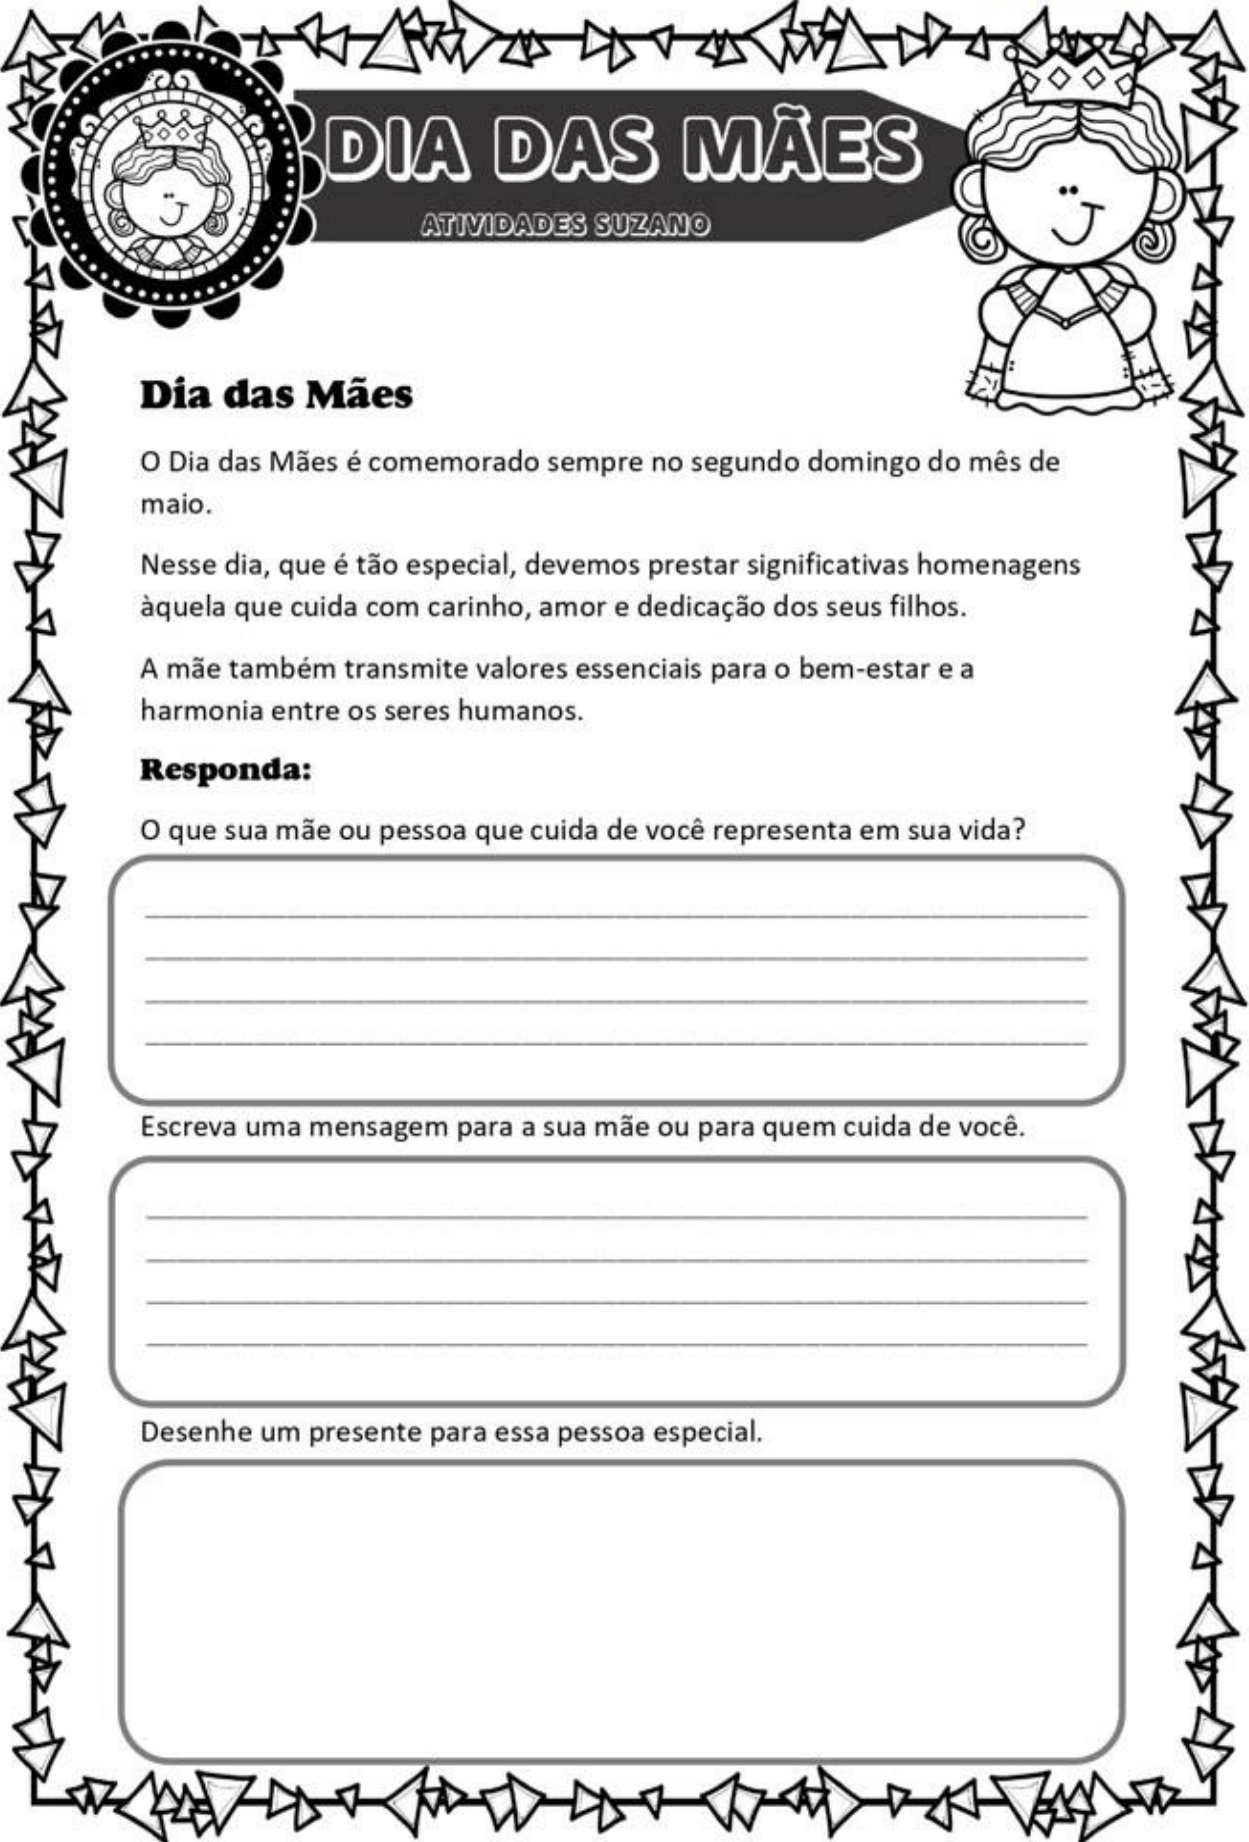 DIA DAS MÃES
ATIVIDADES SUZANO
Dia das Mães
O Dia das Mães é comemorado sempre no segundo domingo do mês de
maio.
Nesse dia, que é tão especial, devemos prestar significativas homenagens
àquela que cuida com carinho, amor e dedicação dos seus filhos.
A mãe também transmite valores essenciais para o bem-estar e a
harmonia entre os seres humanos.
Responda:
O que sua mãe ou pessoa que cuida de você representa em sua vida?
Escreva uma mensagem para a sua mãe ou para quem cuida de você.
Desenhe um presente para essa pessoa especial.